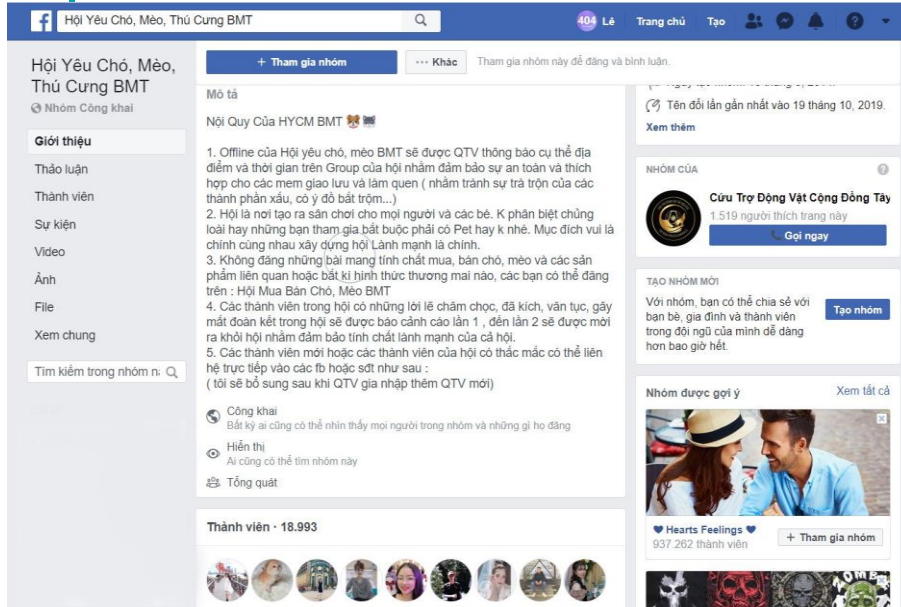 Hội Yêu Chó, Mèo, Thú Cưng BMT
404 Lê Trang chủ Tạo
Hội Yêu Chó, Mèo,
Thú Cưng BMT
Nhóm Công khai
Giới thiệu
Thảo luận
Thành viên
Sự kiện
Video
Ảnh
File
Xem chung
Tìm kiếm trong nhóm n
+ Tham gia nhóm
••• Khác
Tham gia nhóm này để đăng và bình luận.
Mô tả
Nội Quy Của HYCM BMT
1. Offline của Hội yêu chó, mèo BMT sẽ được QTV thông báo cụ thể địa
điểm và thời gian trên Group của hội nhằm đảm bảo sự an toàn và thích
hợp cho các mem giao lưu và làm quen ( nhằm trành sự trà trộn của các
thành phần xấu, có ý đồ bắt trộm...)
2. Hội là nơi tạo ra sân chơi cho mọi người và các bé. K phân biệt chủng
loài hay những bạn tham gia bắt buộc phải có Pet hay k nhé. Mục đích vui là
chính cùng nhau xây dựng hội Lành mạnh là chính.
3. Không đăng những bài mang tính chất mua, bán chó, mèo và các sản
phẩm liên quan hoặc bất kì hình thức thương mai nào, các bạn có thể đăng
trên : Hội Mua Bán Chó, Mèo BMT
4. Các thành viên trong hội có những lời lẽ châm chọc, đã kích, văn tục, gây
mất đoàn kết trong hội sẽ được báo cảnh cáo lần 1 , đến lần 2 sẽ được mời
ra khỏi hội nhằm đảm bảo tính chất lành mạnh của cả hội.
5. Các thành viên mới hoặc các thành viên của hội có thắc mắc có thể liên
hệ trực tiếp vào các fb hoặc sđt như sau :
( tôi sẽ bổ sung sau khi QTV gia nhập thêm QTV mới)
Công khai
Bất kỳ ai cũng có thể nhìn thấy mọi người trong nhóm và những gì họ đăng
Hiển thị
Ai cũng có thể tìm nhóm này
Tổng quát
Thành viên · 18.993
Tên đổi lần gần nhất vào 19 tháng 10, 2019.
Xem thêm
NHÓM CỦA
Cứu Trợ Động Vật Cộng Đồng Tây
1.519 người thích trang này
Gọi ngay
TẠO NHÓM MỚI
Với nhóm, bạn có thể chia sẻ với
bạn bè, gia đình và thành viên
trong đội ngũ của mình dễ dàng
hơn bao giờ hết.
Tạo nhóm
Nhóm được gợi ý
Xem tất cả
Hearts Feelings
937.262 thành viên
+ Tham gia nhóm